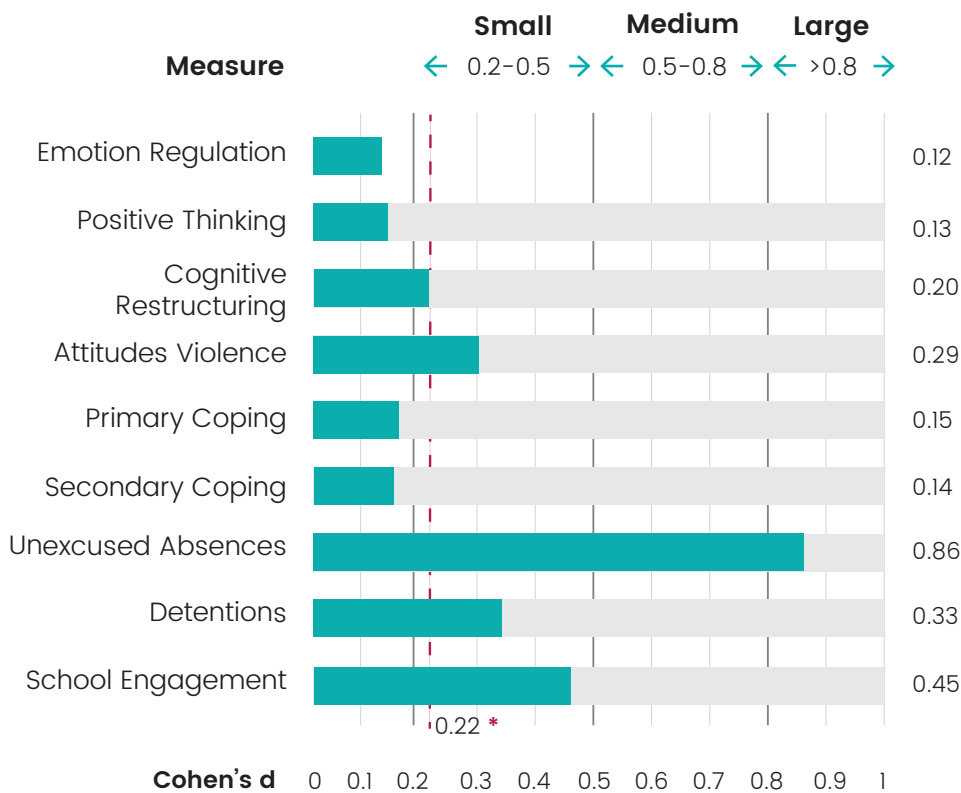 Small Medium Large
Measure 0.2-0.5 0.5-0.8 >0.8
Emotion Regulation 0.12
Positive Thinking 0.13
Cognitive
Restructuring 0.20
Attitudes Violence 0.29
Primary Coping 0.15
Secondary Coping 0.14
Unexcused Absences 0.86
Detentions 0.33
School Engagement 0.45
0.22 *
Cohen's d 0 0.1 0.2 0.3 0.4 0.5 0.6 0.7 0.8 0.9 1